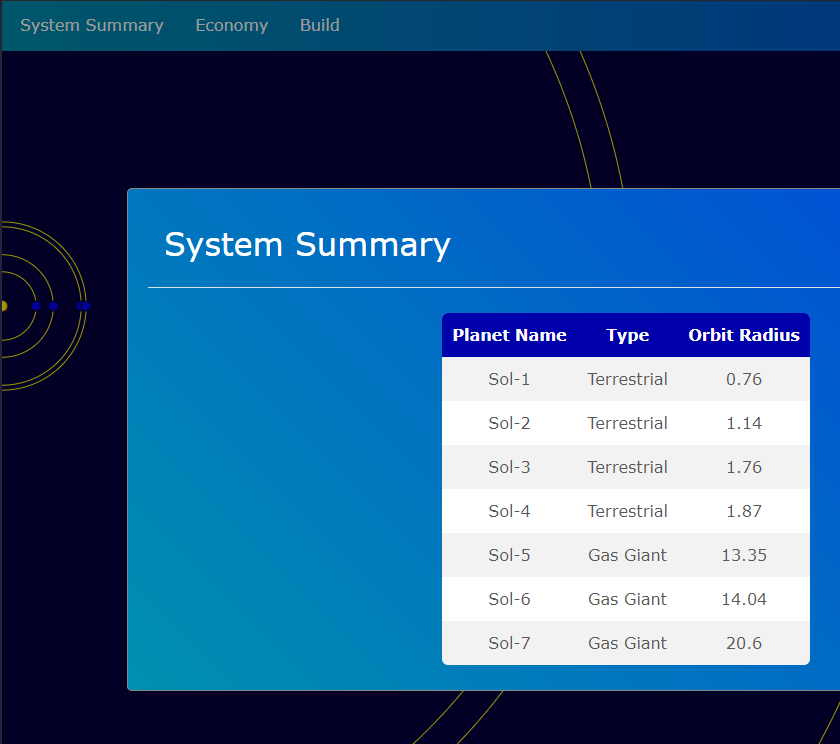 System Summary Economy Build
System Summary
Planet Name Type Orbit Radius
Sol-1 Terrestrial 0.76
Sol-2 Terrestrial 1.14
Sol-3 Terrestrial 1.76
Sol-4 Terrestrial 1.87
Sol-5 Gas Giant 13.35
Sol-6 Gas Giant 14.04
Sol-7 Gas Giant 20.6